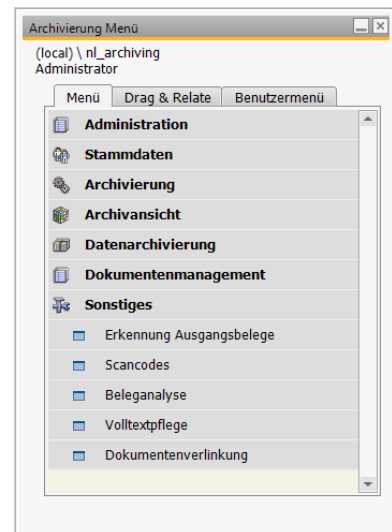 Archivierung Menü
(local) \ nl_archiving
Administrator
Menü Drag & Relate Benutzermenü
Administration
Stammdaten
Archivierung
Archivansicht
Datenarchivierung
Dokumentenmanagement
Sonstiges
Erkennung Ausgangsbelege
Scancodes
Beleganalyse
Volltextpflege
Dokumentenverlinkung